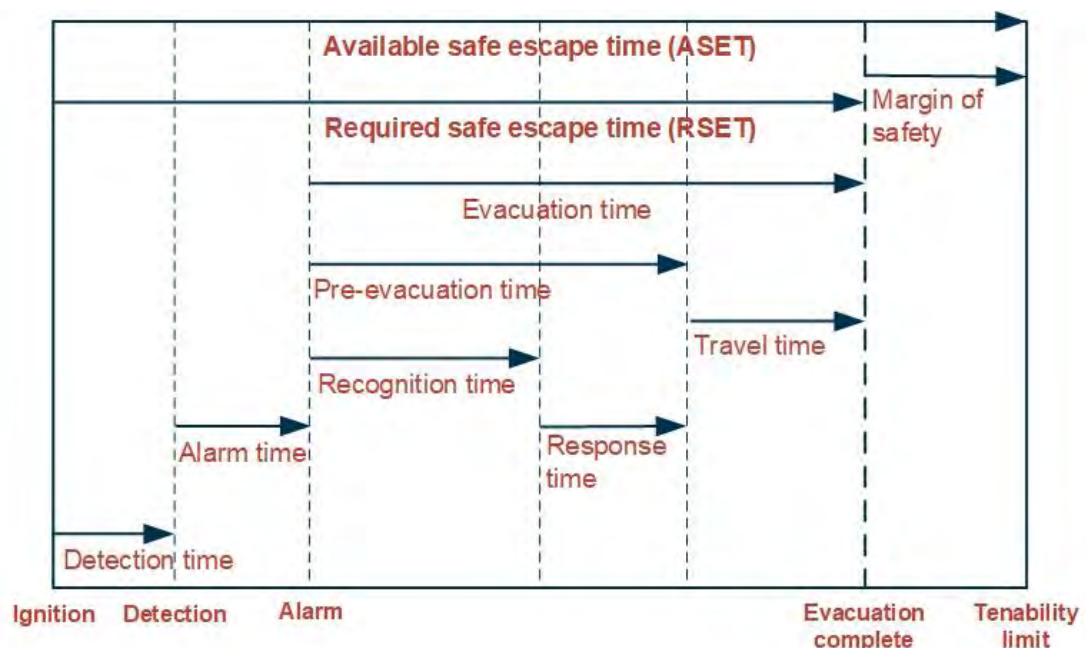 Available safe escape time (ASET)
Margin of
safety
Required safe escape time (RSET)
Evacuation time
Pre-evacuation time
Travel time
Recognition time
Alarm time
Response
time
Detection time
Ignition
Detection
Alarm
Evacuation
complete
Tenability
limit